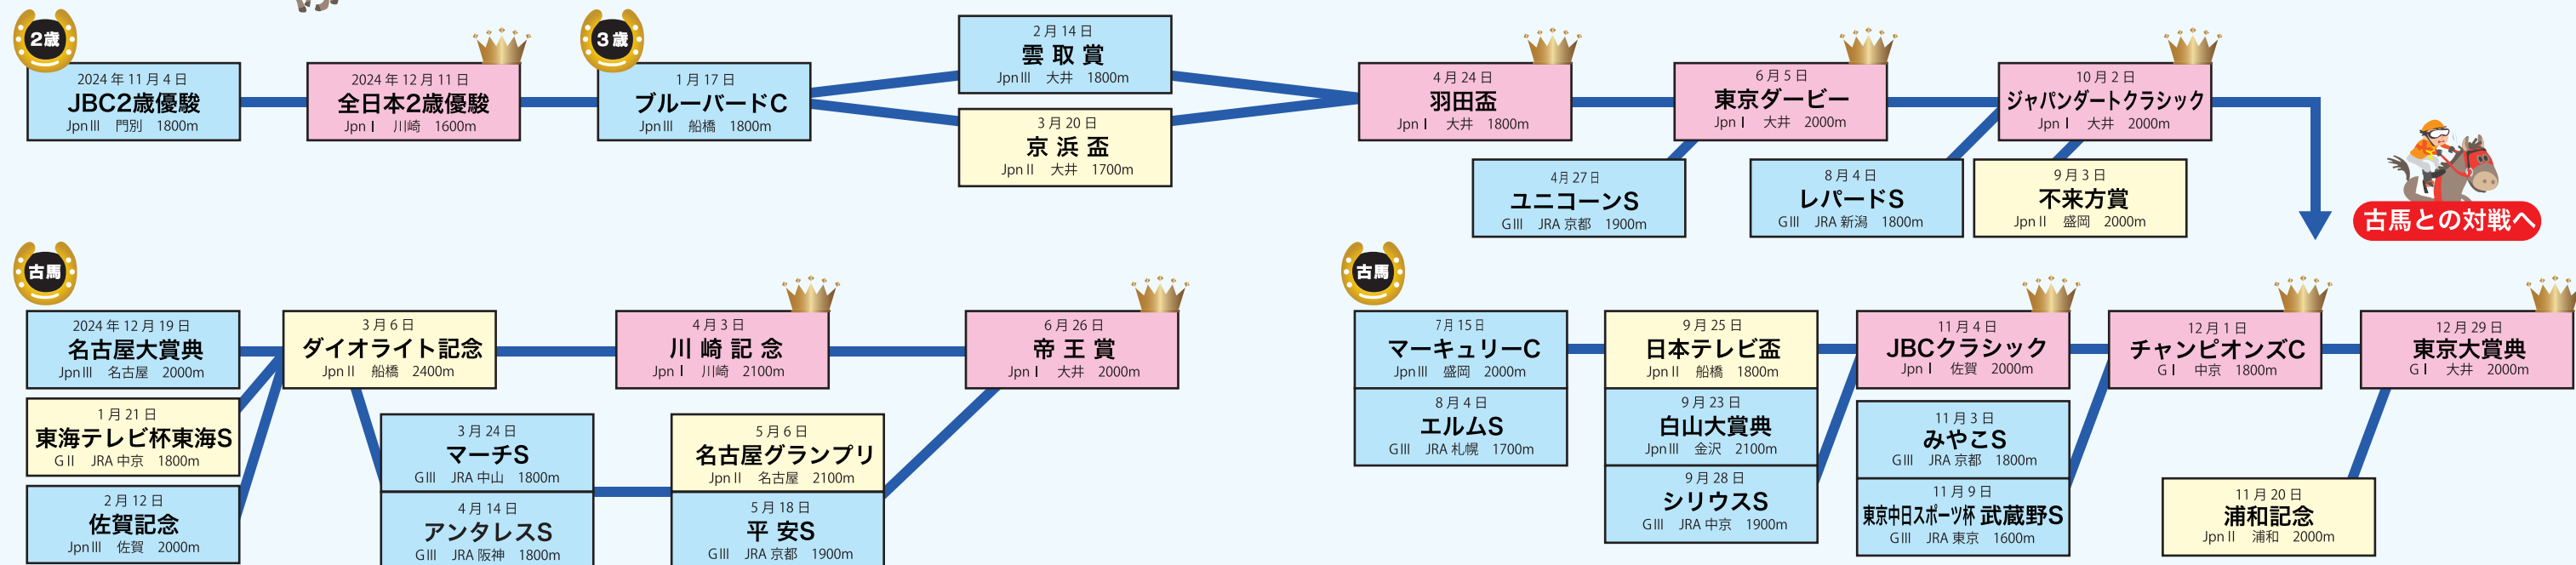 2歳
2024年11月4日
JBC2歳優駿
JpnⅢ 門別 1800m
2024年12月11日
全日本2歳優駿
JpnⅠ 川崎 1600m
3歳
1月17日
ブルーバードC
JpnⅢ 船橋 1800m
2月14日
雲取賞
JpnⅢ 大井 1800m
3月20日
京浜盃
JpnⅡ 大井 1700m
4月24日
羽田盃
JpnⅠ 大井 1800m
6月5日
東京ダービー
JpnⅠ 大井 2000m
10月2日
ジャパンダートクラシック
JpnⅠ 大井 2000m
4月27日
ユニコーンS
GⅢ JRA京都 1900m
8月4日
レパードS
GⅢ JRA新潟 1800m
9月3日
不来方賞
JpnⅡ 盛岡 2000m
古馬との対戦へ
古馬
2024年12月19日
名古屋大賞典
JpnⅢ 名古屋 2000m
1月21日
東海テレビ杯東海S
GⅡ JRA中京 1800m
2月12日
佐賀記念
JpnⅢ 佐賀 2000m
3月6日
ダイオライト記念
JpnⅡ 船橋 2400m
3月24日
マーチS
GⅢ JRA中山 1800m
4月14日
アンタレスS
GⅢ JRA阪神 1800m
4月3日
川崎記念
JpnⅠ 川崎 2100m
5月6日
名古屋グランプリ
JpnⅡ 名古屋 2100m
5月18日
平安S
GⅢ JRA京都 1900m
6月26日
帝王賞
JpnⅠ 大井 2000m
古馬
7月15日
マーキュリーC
JpnⅢ 盛岡 2000m
8月4日
エルムS
GⅢ JRA札幌 1700m
9月25日
日本テレビ盃
JpnⅡ 船橋 1800m
9月23日
白山大賞典
JpnⅢ 金沢 2100m
9月28日
シリウスS
GⅢ JRA中京 1900m
11月4日
JBCクラシック
JpnⅠ 佐賀 2000m
11月3日
みやこS
GⅢ JRA京都 1800m
11月9日
東京中日スポーツ杯 武蔵野S
GⅢ JRA東京 1600m
12月1日
チャンピオンズC
GⅠ 中京 1800m
11月20日
浦和記念
JpnⅡ 浦和 2000m
12月29日
東京大賞典
GⅠ 大井 2000m